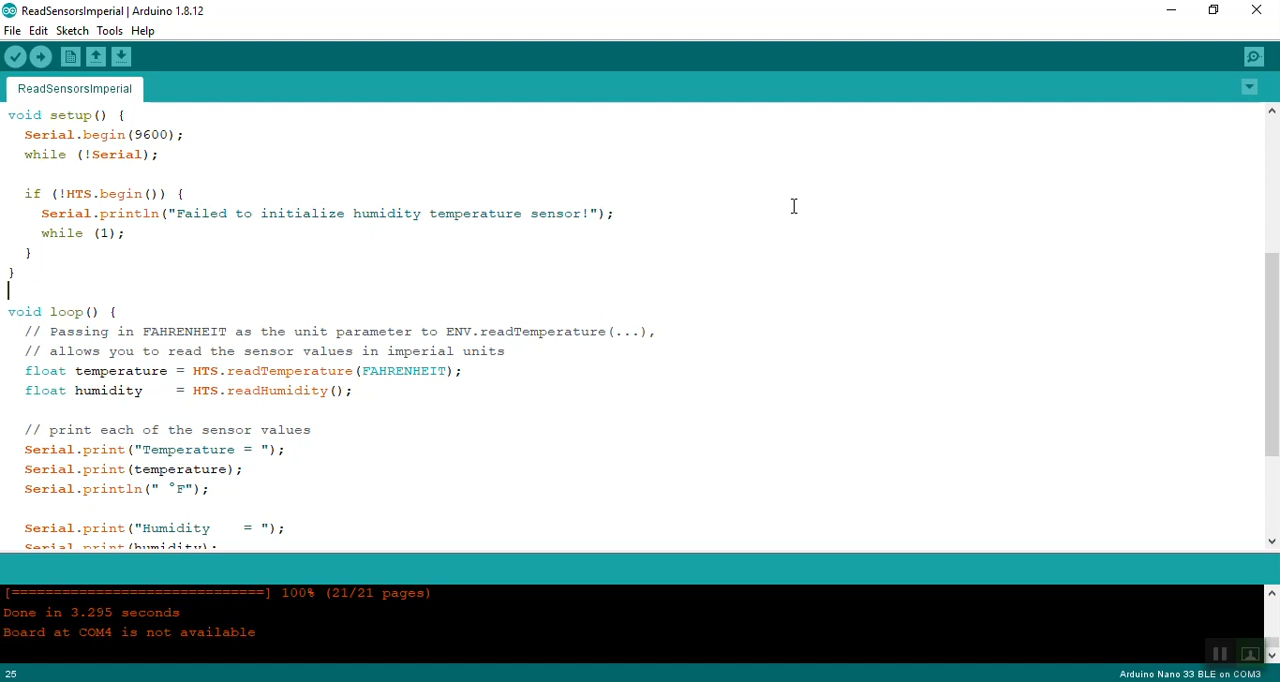 ReadSensorsImperial | Arduino 1.8.12
File Edit Sketch Tools Help
ReadSensorsImperial
void setup() {
  Serial.begin(9600);
  while (!Serial);
  if (!HTS.begin()) {
    Serial.println("Failed to initialize humidity temperature sensor!");
    while (1);
  }
}
void loop() {
  // Passing in FAHRENHEIT as the unit parameter to ENV.readTemperature(...),
  // allows you to read the sensor values in imperial units
  float temperature = HTS.readTemperature(FAHRENHEIT);
  float humidity    = HTS.readHumidity();
  // print each of the sensor values
  Serial.print("Temperature = ");
  Serial.print(temperature);
  Serial.println(" °F");
  Serial.print("Humidity    = ");
  Serial.print(humidity);
[==============================] 100% (21/21 pages)
Done in 3.295 seconds
Board at COM4 is not available
25 Arduino Nano 33 BLE on COM3